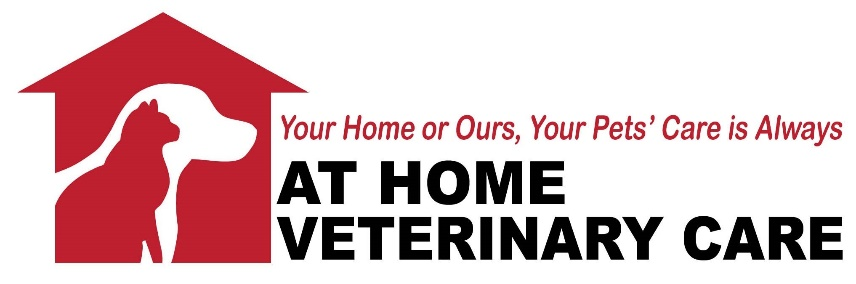 Your Home or Ours, Your Pets' Care is Always
AT HOME
VETERINARY CARE